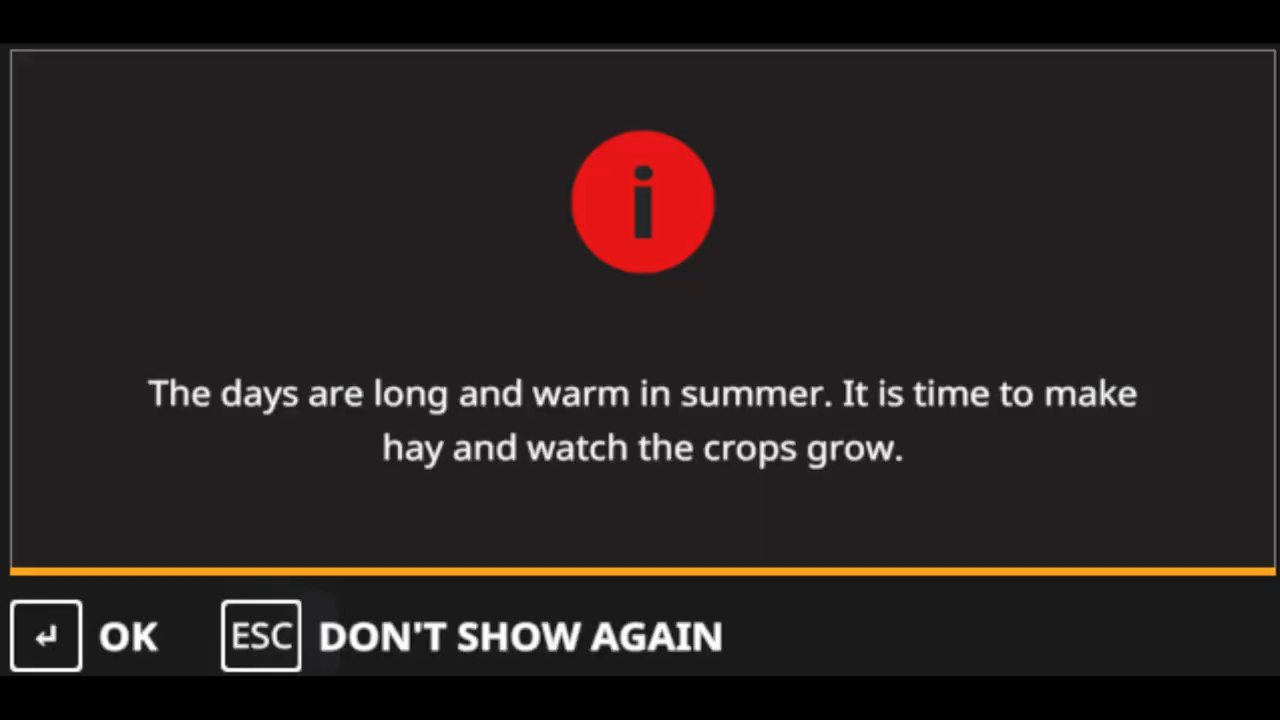 i
The days are long and warm in summer. It is time to make
hay and watch the crops grow.
↵ OK ESC DON'T SHOW AGAIN